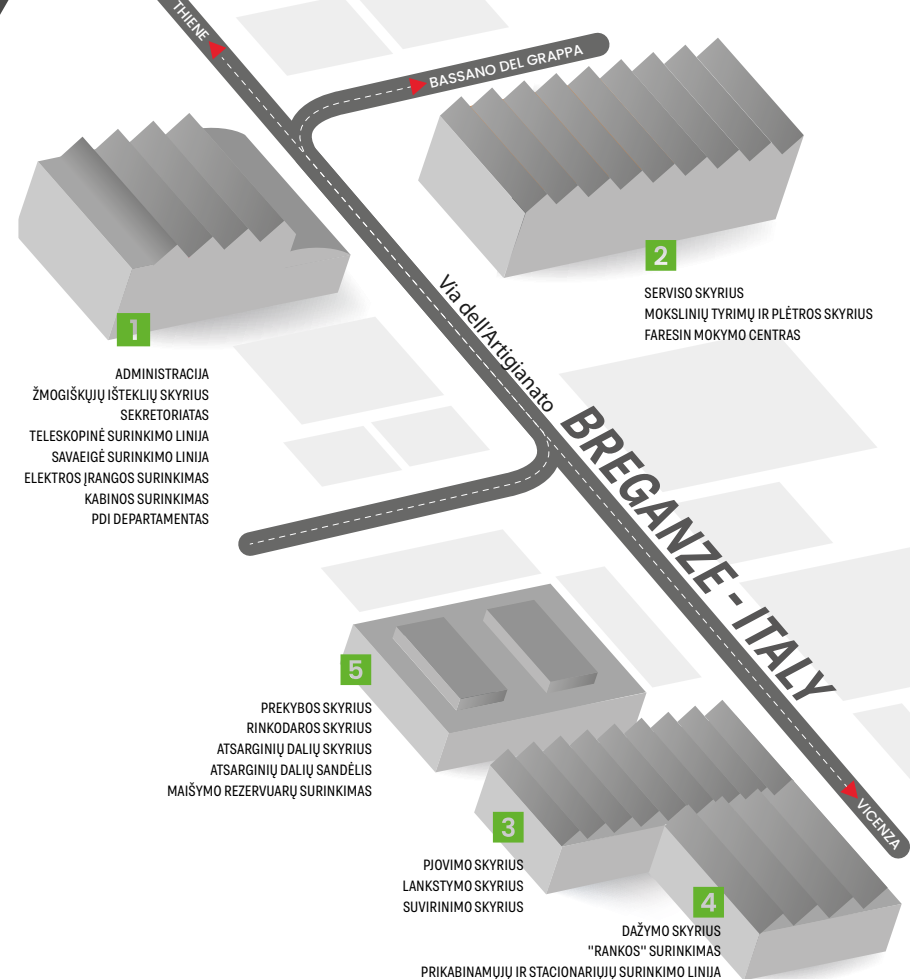 THIENE
BASSANO DEL GRAPPA
2
SERVISO SKYRIUS
MOKSLINIŲ TYRIMŲ IR PLĖTROS SKYRIUS
FARESIN MOKYMO CENTRAS
1
ADMINISTRACIJA
ŽMOGIŠKŲJŲ IŠTEKLIŲ SKYRIUS
SEKRETORIATAS
TELESKOPINĖ SURINKIMO LINIJA
SAVAEIGĖ SURINKIMO LINIJA
ELEKTROS ĮRANGOS SURINKIMAS
KABINOS SURINKIMAS
PDI DEPARTAMENTAS
Via dell'Artigianato
BREGANZE - ITALY
5
PREKYBOS SKYRIUS
RINKODAROS SKYRIUS
ATSARGINIŲ DALIŲ SKYRIUS
ATSARGINIŲ DALIŲ SANDĖLIS
MAIŠYMO REZERVUARŲ SURINKIMAS
VICENZA
3
PJOVIMO SKYRIUS
LANKSTYMO SKYRIUS
SUVIRINIMO SKYRIUS
4
DAŽYMO SKYRIUS
"RANKOS" SURINKIMAS
PRIKABINAMŲJŲ IR STACIONARIŲJŲ SURINKIMO LINIJA